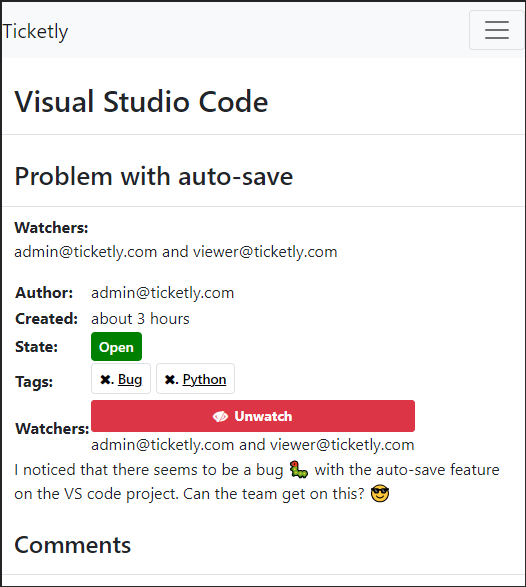 Ticketly
Visual Studio Code
Problem with auto-save
Watchers:
admin@ticketly.com and viewer@ticketly.com
Author: admin@ticketly.com
Created: about 3 hours
State: Open
Tags: ✖. Bug ✖. Python
Unwatch
Watchers:
admin@ticketly.com and viewer@ticketly.com
I noticed that there seems to be a bug 🐛 with the auto-save feature
on the VS code project. Can the team get on this? 😎
Comments